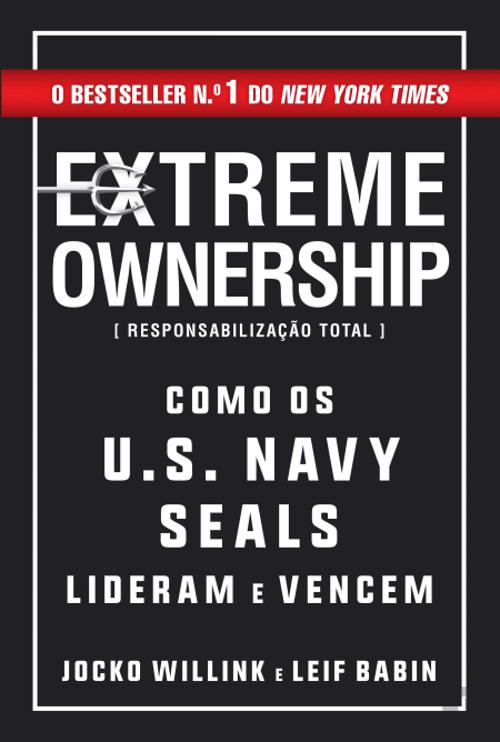 O BESTSELLER N.º 1 DO NEW YORK TIMES
EXTREME
OWNERSHIP
[ RESPONSABILIZAÇÃO TOTAL ]
COMO OS
U.S. NAVY
SEALS
LIDERAM E VENCEM
JOCKO WILLINK E LEIF BABIN